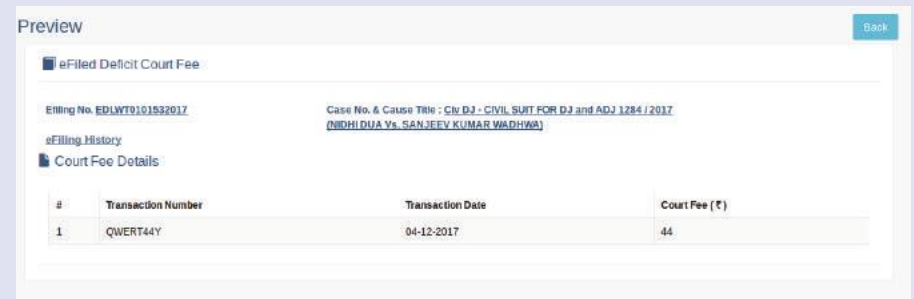 Preview
Back
eFiled Deficit Court Fee
Efiling No. EDLWT0101532017
Case No. & Cause Title : Civ DJ - CIVIL SUIT FOR DJ and ADJ 1284 / 2017
(NIDHI DUA Vs. SANJEEV KUMAR WADHWA)
eFiling History
Court Fee Details
# Transaction Number Transaction Date Court Fee ( ₹ )
1 QWERT44Y 04-12-2017 44